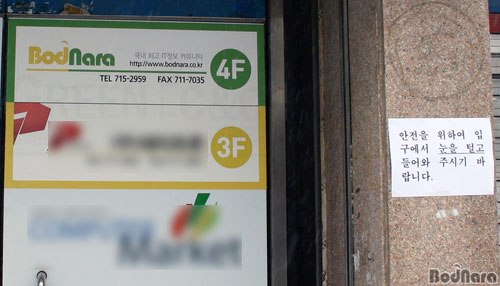 BodNara
국내 최고 IT정보 커뮤니티
http://www.bodnara.co.kr
TEL 715-2959 FAX 711-7035
4F
3F
Market
안전을 위하여 입
구에서 눈을 털고
들어와 주시기 바
랍니다.
BodNara